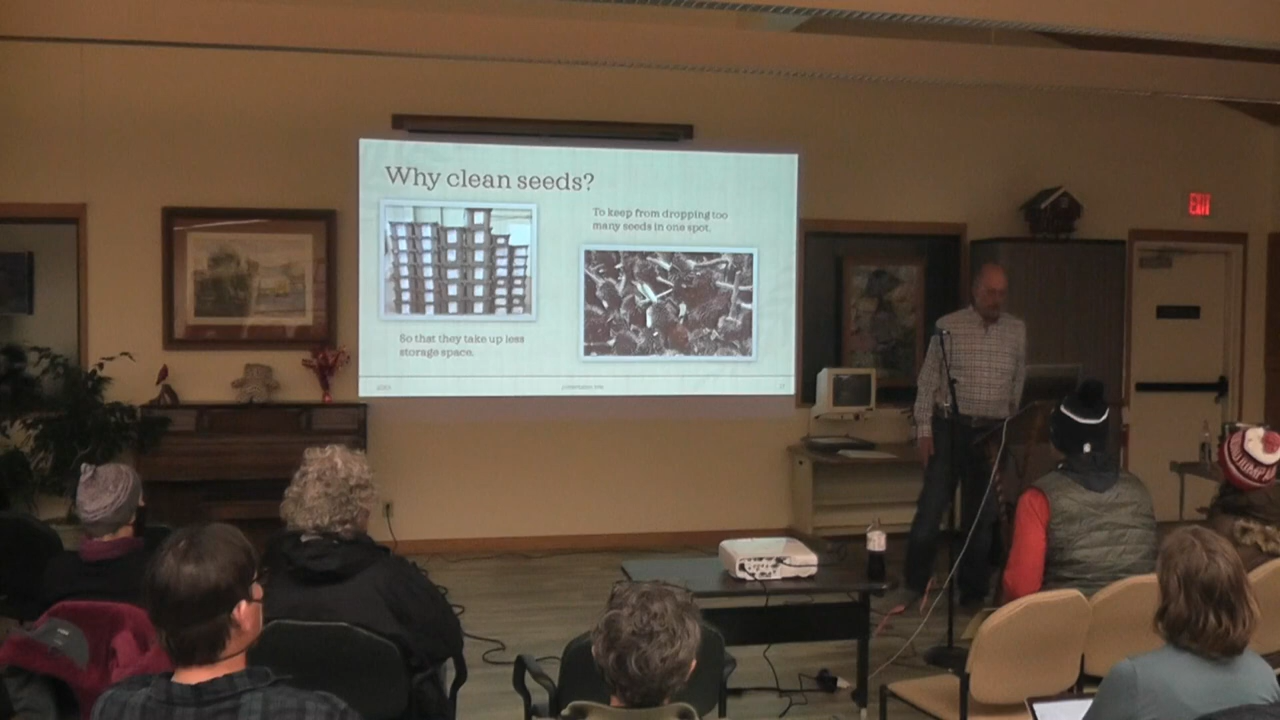 Why clean seeds?
To keep from dropping too
many seeds in one spot.
So that they take up less
storage space.
EXIT